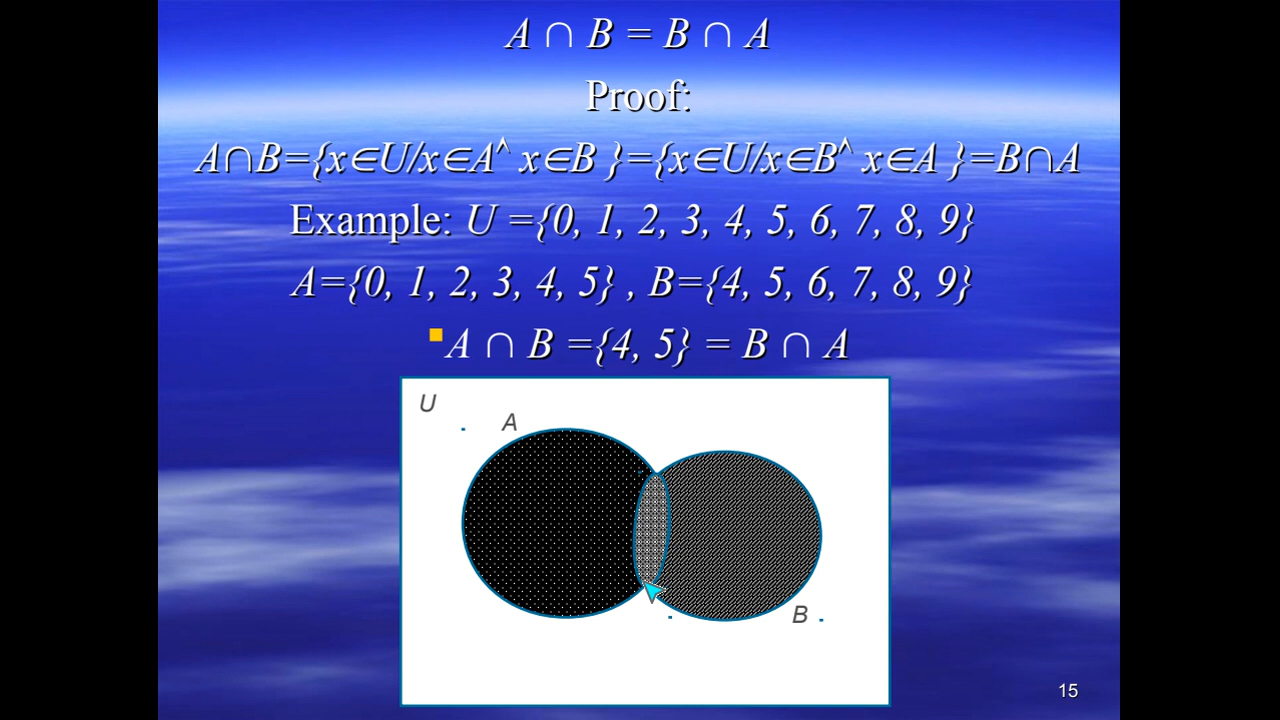 A ∩ B = B ∩ A
Proof:
A∩B={x∈U/x∈A^ x∈B }={x∈U/x∈B^ x∈A }=B∩A
Example: U ={0, 1, 2, 3, 4, 5, 6, 7, 8, 9}
A={0, 1, 2, 3, 4, 5} , B={4, 5, 6, 7, 8, 9}
A ∩ B ={4, 5} = B ∩ A
U
A
B
15